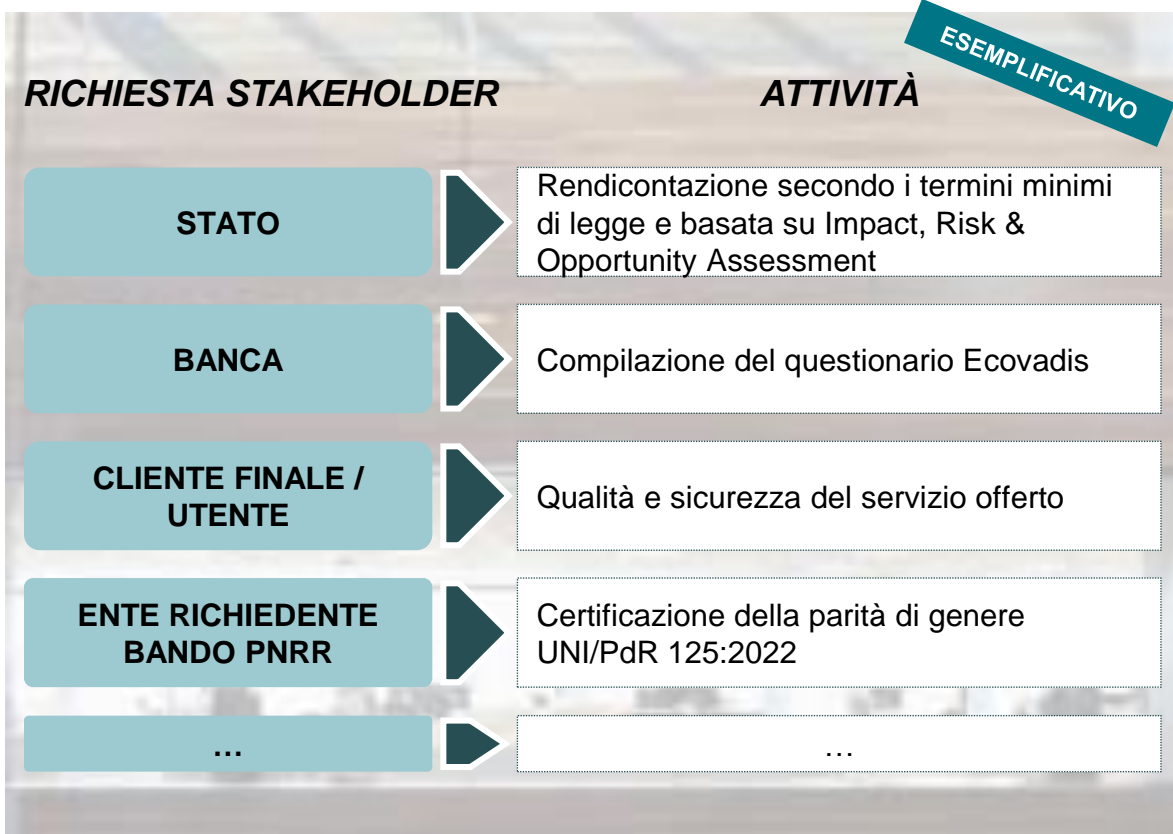 ESEMPLIFICATIVO
RICHIESTA STAKEHOLDER
ATTIVITÀ
STATO
Rendicontazione secondo i termini minimi
di legge e basata su Impact, Risk &
Opportunity Assessment
BANCA
Compilazione del questionario Ecovadis
CLIENTE FINALE /
UTENTE
Qualità e sicurezza del servizio offerto
ENTE RICHIEDENTE
BANDO PNRR
Certificazione della parità di genere
UNI/PdR 125:2022
…
…